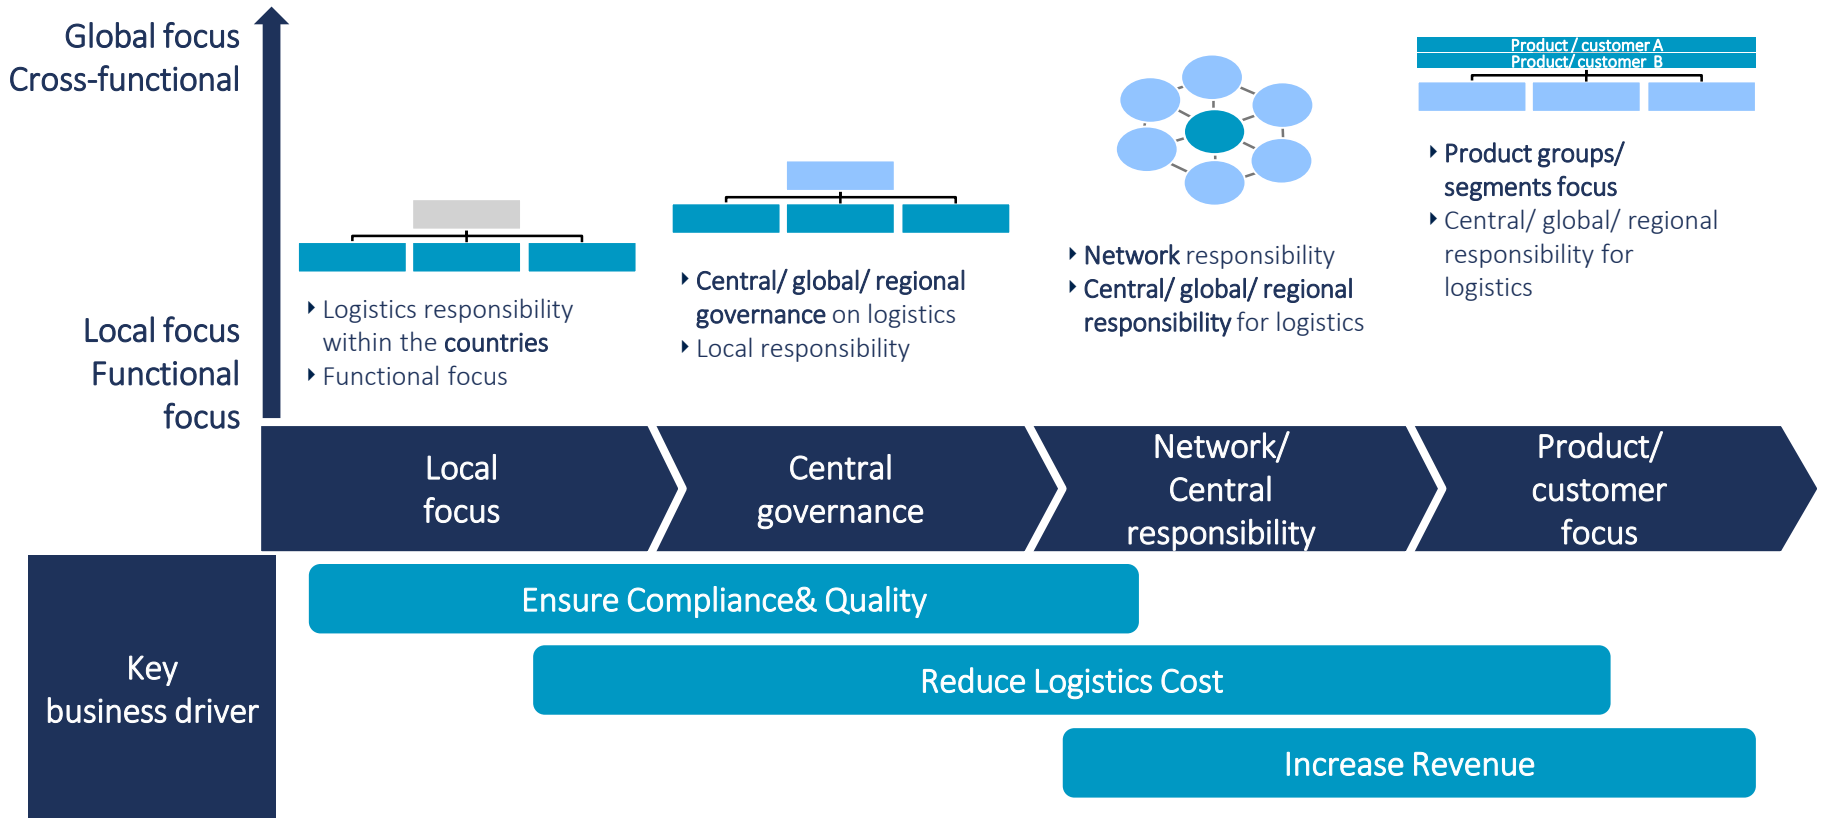 Global focus
Cross-functional
Local focus
Functional
focus
Logistics responsibility
within the countries
Functional focus
Central/ global/ regional
governance on logistics
Local responsibility
Network responsibility
Central/ global/ regional
responsibility for logistics
Product / customer A
Product/ customer B
Product groups/
segments focus
Central/ global/ regional
responsibility for
logistics
Local
focus
Central
governance
Network/
Central
responsibility
Product/
customer
focus
Key
business driver
Ensure Compliance& Quality
Reduce Logistics Cost
Increase Revenue